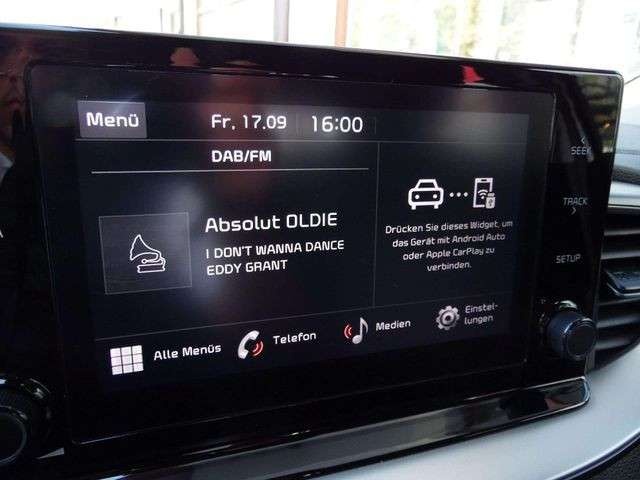 Menü
Fr, 17.09
16:00
DAB/FM
Absolut OLDIE
I DON'T WANNA DANCE
EDDY GRANT
Drücken Sie dieses Widget, um
das Gerät mit Android Auto
oder Apple CarPlay zu
verbinden.
Alle Menüs
Telefon
Medien
Einstel-
lungen
SEEK
TRACK
SETUP